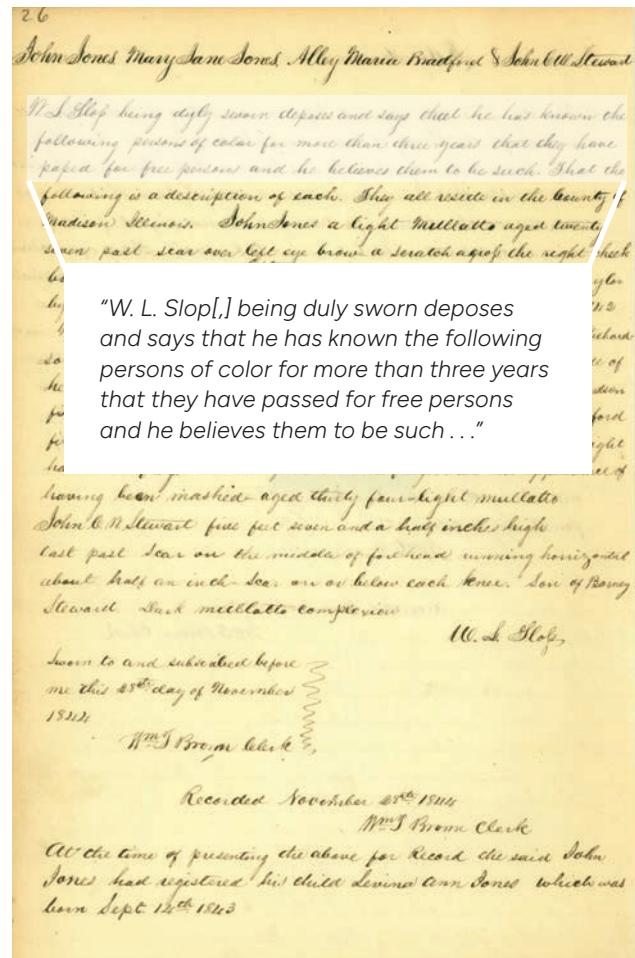 26
John Jones Mary Jane Jones, Alley Maria Bradford & John C W Steward
W. L. Slop being duly sworn deposes and says that he has known the
following persons of color for more than three years that they have
passed for free persons and he believes them to be such. That the
following is a description of each. They all reside in the County of
Madison Illinois. John Jones a light Mullatto aged twenty
seven past scar over left eye brow a scratch across the right cheek
“W. L. Slop[,] being duly sworn deposes
and says that he has known the following
persons of color for more than three years
that they have passed for free persons
and he believes them to be such . . .”
having been mashed aged thirty four light mullatto
John C. W. Stewart five feet seven and a half inches high
last past scar on the middle of forehead running horrizontal
about half an inch scar on or below each knee. Son of Barney
Steward Dark mullatto complexion
W. L. Slop,
Sworn to and subscribed before
me this 28th day of November
1844
Wm T Brown Clerk
Recorded November 28th 1844
Wm T Brown Clerk
At the time of presenting the above for Record the said John
Jones had registered his child Levina Ann Jones which was
born Sept. 14th 1843